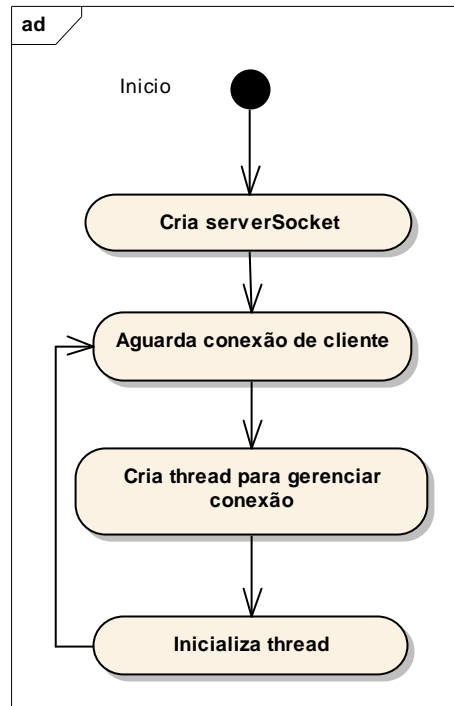 ad
Inicio
Cria serverSocket
Aguarda conexão de cliente
Cria thread para gerenciar
conexão
Inicializa thread